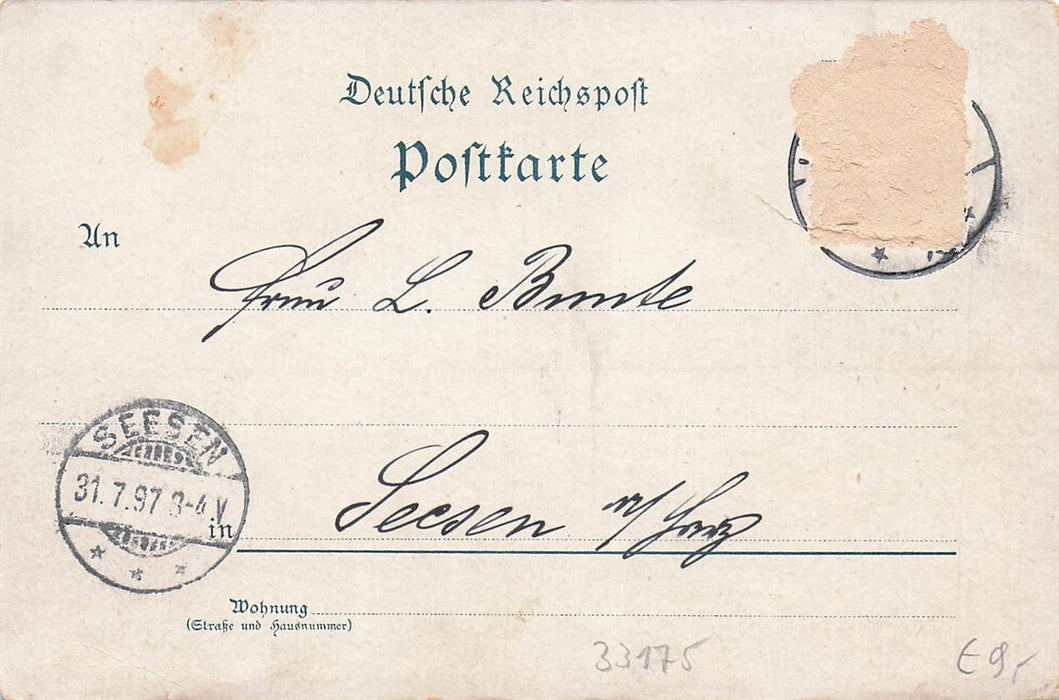 Deutsche Reichspost
Postkarte
An
Frau L. Bunte
SEESEN
31.7.97 3-4 V
in
Seesen a/Harz
Wohnung
(Straße und Hausnummer)
33175
€ 9,-